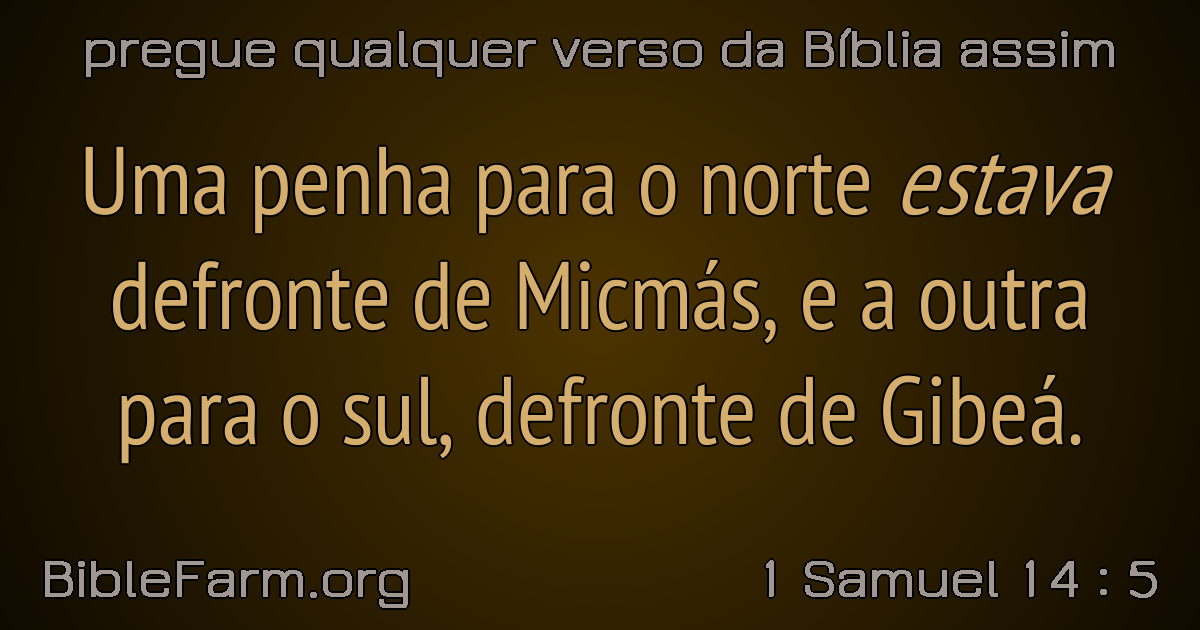 pregue qualquer verso da Bíblia assim
Uma penha para o norte estava
defronte de Micmás, e a outra
para o sul, defronte de Gibeá.
BibleFarm.org
1 Samuel 14 : 5